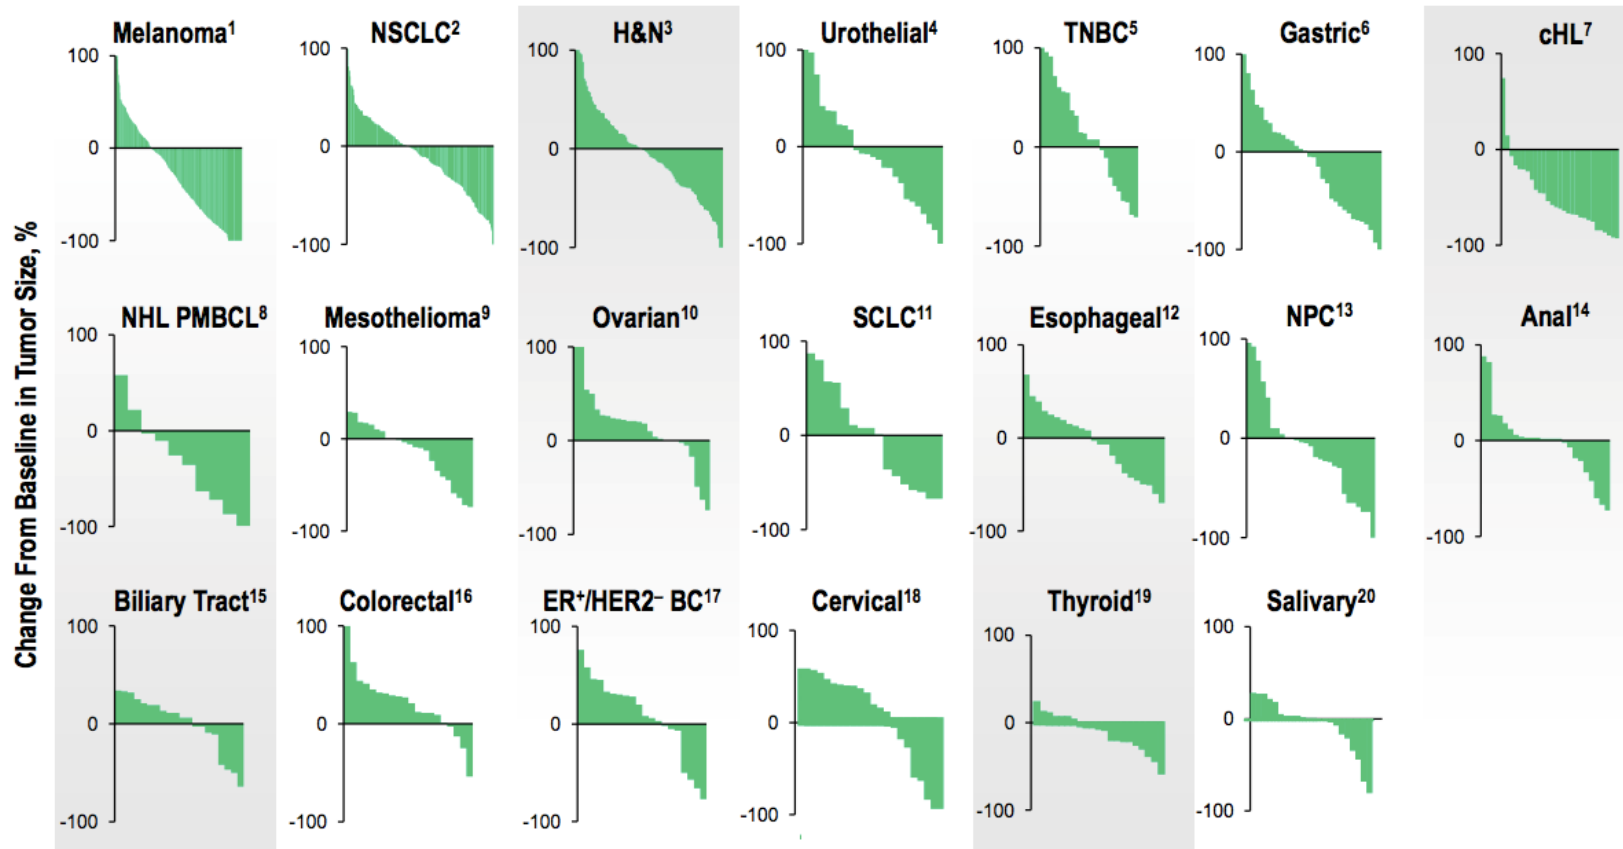 Change From Baseline in Tumor Size, %
Melanoma¹
100
0
-100
NSCLC²
100
0
-100
H&N³
100
0
-100
Urothelial⁴
100
0
-100
TNBC⁵
100
0
-100
Gastric⁶
100
0
-100
cHL⁷
100
0
-100
NHL PMBCL⁸
100
0
-100
Mesothelioma⁹
100
0
-100
Ovarian¹⁰
100
0
-100
SCLC¹¹
100
0
-100
Esophageal¹²
100
0
-100
NPC¹³
100
0
-100
Anal¹⁴
100
0
-100
Biliary Tract¹⁵
100
0
-100
Colorectal¹⁶
100
0
-100
ER⁺/HER2⁻ BC¹⁷
100
0
-100
Cervical¹⁸
100
0
-100
Thyroid¹⁹
100
0
-100
Salivary²⁰
100
0
-100